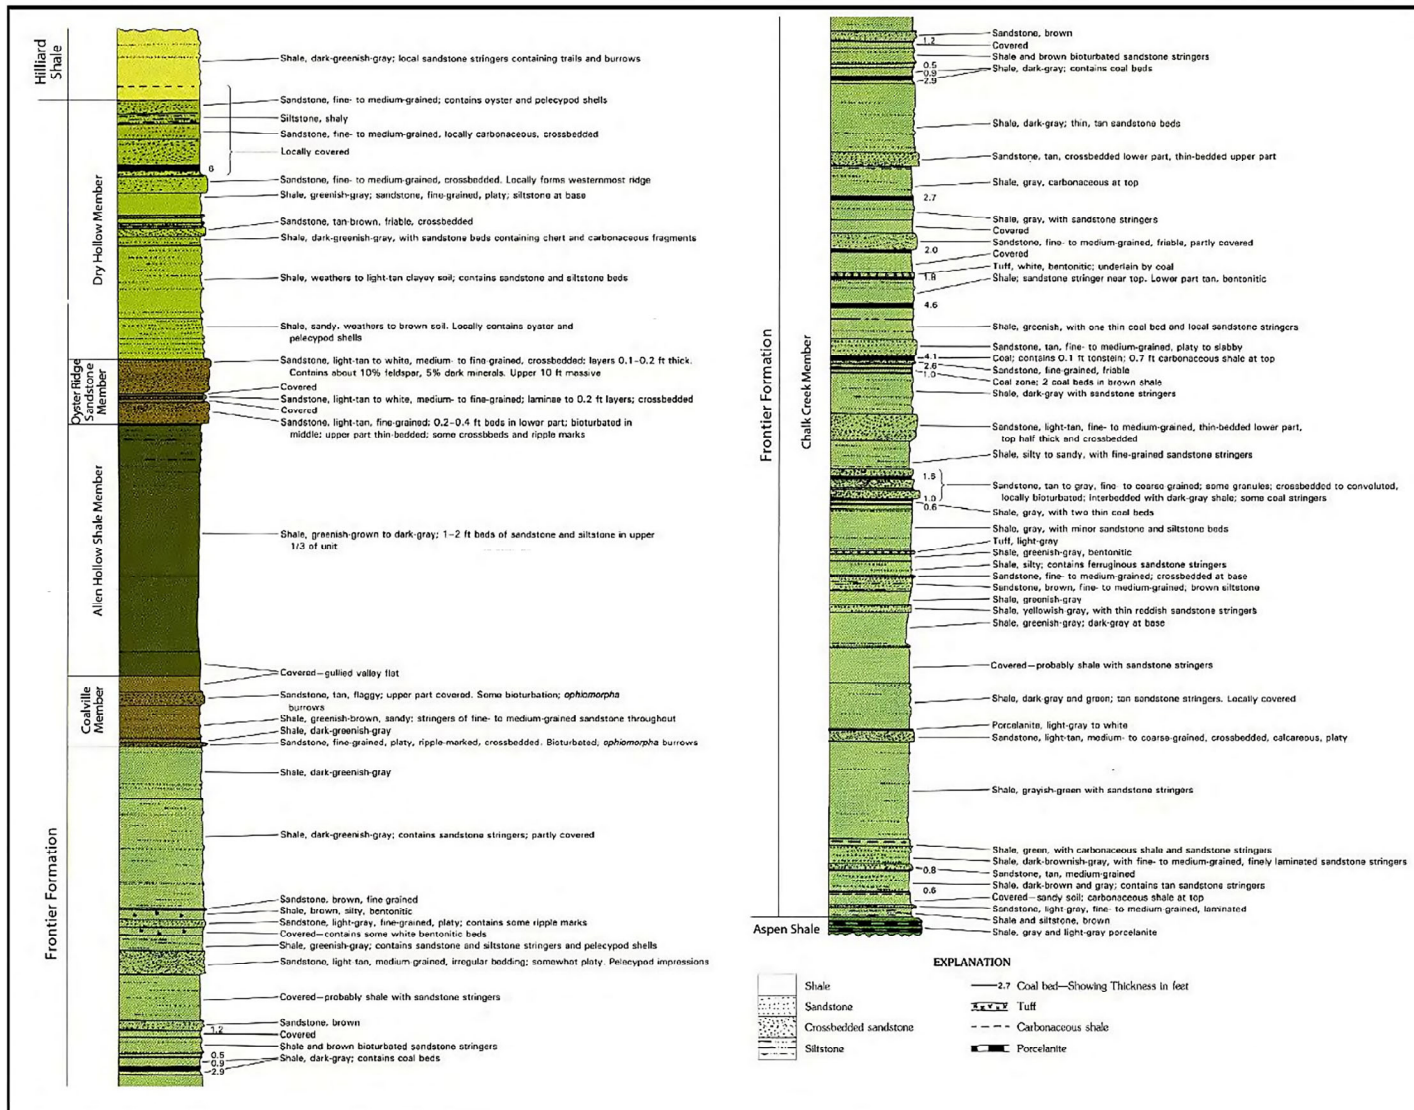 Hilliard
Shale
Shale, dark-greenish-gray; local sandstone stringers containing trails and burrows
Sandstone, fine- to medium-grained; contains oyster and pelecypod shells
Siltstone, shaly
Sandstone, fine- to medium-grained, locally carbonaceous, crossbedded
Locally covered
6
Dry Hollow Member
Sandstone, fine- to medium-grained, crossbedded. Locally forms westernmost ridge
Shale, greenish-gray; sandstone, fine-grained, platy; siltstone at base
Sandstone, tan-brown, friable, crossbedded
Shale, dark-greenish-gray, with sandstone beds containing chert and carbonaceous fragments
Shale, weathers to light-tan clayey soil; contains sandstone and siltstone beds
Shale, sandy, weathers to brown soil. Locally contains oyster and
pelecypod shells
Oyster Ridge
Sandstone
Member
Sandstone, light-tan to white, medium- to fine-grained, crossbedded; layers 0.1-0.2 ft thick.
Contains about 10% feldspar, 5% dark minerals. Upper 10 ft massive
Covered
Sandstone, light-tan to white, medium- to fine-grained; laminae to 0.2 ft layers; crossbedded
Covered
Sandstone, light-tan, fine-grained; 0.2-0.4 ft beds in lower part; bioturbated in
middle; upper part thin-bedded; some crossbeds and ripple marks
Allen Hollow Shale Member
Shale, greenish-grown to dark-gray; 1-2 ft beds of sandstone and siltstone in upper
1/3 of unit
Covered—gullied valley flat
Coalville
Member
Sandstone, tan, flaggy; upper part covered. Some bioturbation; ophiomorpha
burrows
Shale, greenish-brown, sandy; stringers of fine- to medium-grained sandstone throughout
Shale, dark-greenish-gray
Sandstone, fine-grained, platy, ripple-marked, crossbedded. Bioturbated; ophiomorpha burrows
Shale, dark-greenish-gray
Shale, dark-greenish-gray; contains sandstone stringers; partly covered
Frontier Formation
Sandstone, brown, fine grained
Shale, brown, silty, bentonitic
Sandstone, light-gray, fine-grained, platy; contains some ripple marks
Covered—contains some white bentonitic beds
Shale, greenish-gray; contains sandstone and siltstone stringers and pelecypod shells
Sandstone, light-tan, medium-grained, irregular bedding; somewhat platy. Pelecypod impressions
Covered—probably shale with sandstone stringers
Sandstone, brown
1.2
Covered
Shale and brown bioturbated sandstone stringers
0.5
Shale, dark-gray; contains coal beds
0.9
2.9
Sandstone, brown
1.2
Covered
Shale and brown bioturbated sandstone stringers
0.5
Shale, dark-gray; contains coal beds
0.9
2.9
Shale, dark-gray; thin, tan sandstone beds
Sandstone, tan, crossbedded lower part, thin-bedded upper part
Shale, gray, carbonaceous at top
2.7
Shale, gray, with sandstone stringers
Covered
Sandstone, fine- to medium-grained, friable, partly covered
2.0
Covered
Tuff, white, bentonitic; underlain by coal
1.8
Shale; sandstone stringer near top. Lower part tan, bentonitic
4.6
Shale, greenish, with one thin coal bed and local sandstone stringers
Sandstone, tan, fine- to medium-grained, platy to slabby
4.1
Coal; contains 0.1 ft tonstein; 0.7 ft carbonaceous shale at top
2.6
Sandstone, fine-grained, friable
1.0
Coal zone; 2 coal beds in brown shale
Shale, dark-gray with sandstone stringers
Frontier Formation
Chalk Creek Member
Sandstone, light-tan, fine- to medium-grained, thin-bedded lower part,
top half thick and crossbedded
Shale, silty to sandy, with fine-grained sandstone stringers
1.5
Sandstone, tan to gray, fine- to coarse-grained; some granules; crossbedded to convoluted,
locally bioturbated; Interbedded with dark-gray shale; some coal stringers
1.0
0.6
Shale, gray, with two thin coal beds
Shale, gray, with minor sandstone and siltstone beds
Tuff, light-gray
Shale, greenish-gray, bentonitic
Shale, silty; contains ferruginous sandstone stringers
Sandstone, fine- to medium-grained; crossbedded at base
Sandstone, brown, fine- to medium-grained; brown siltstone
Shale, greenish-gray
Shale, yellowish-gray, with thin reddish sandstone stringers
Shale, greenish-gray; dark-gray at base
Covered—probably shale with sandstone stringers
Shale, dark-gray and green; tan sandstone stringers. Locally covered
Porcelanite, light-gray to white
Sandstone, light-tan, medium- to coarse-grained, crossbedded, calcareous, platy
Shale, grayish-green with sandstone stringers
Shale, green, with carbonaceous shale and sandstone stringers
Shale, dark-brownish-gray, with fine- to medium-grained, finely laminated sandstone stringers
0.8
Sandstone, tan, medium-grained
Shale, dark-brown and gray; contains tan sandstone stringers
0.6
Covered—sandy soil; carbonaceous shale at top
Sandstone, light gray, fine- to medium-grained, laminated
Shale and siltstone, brown
Aspen Shale
Shale, gray and light-gray porcelanite
EXPLANATION
Shale
Sandstone
Crossbedded sandstone
Siltstone
2.7 Coal bed—Showing Thickness in feet
Tuff
Carbonaceous shale
Porcelanite